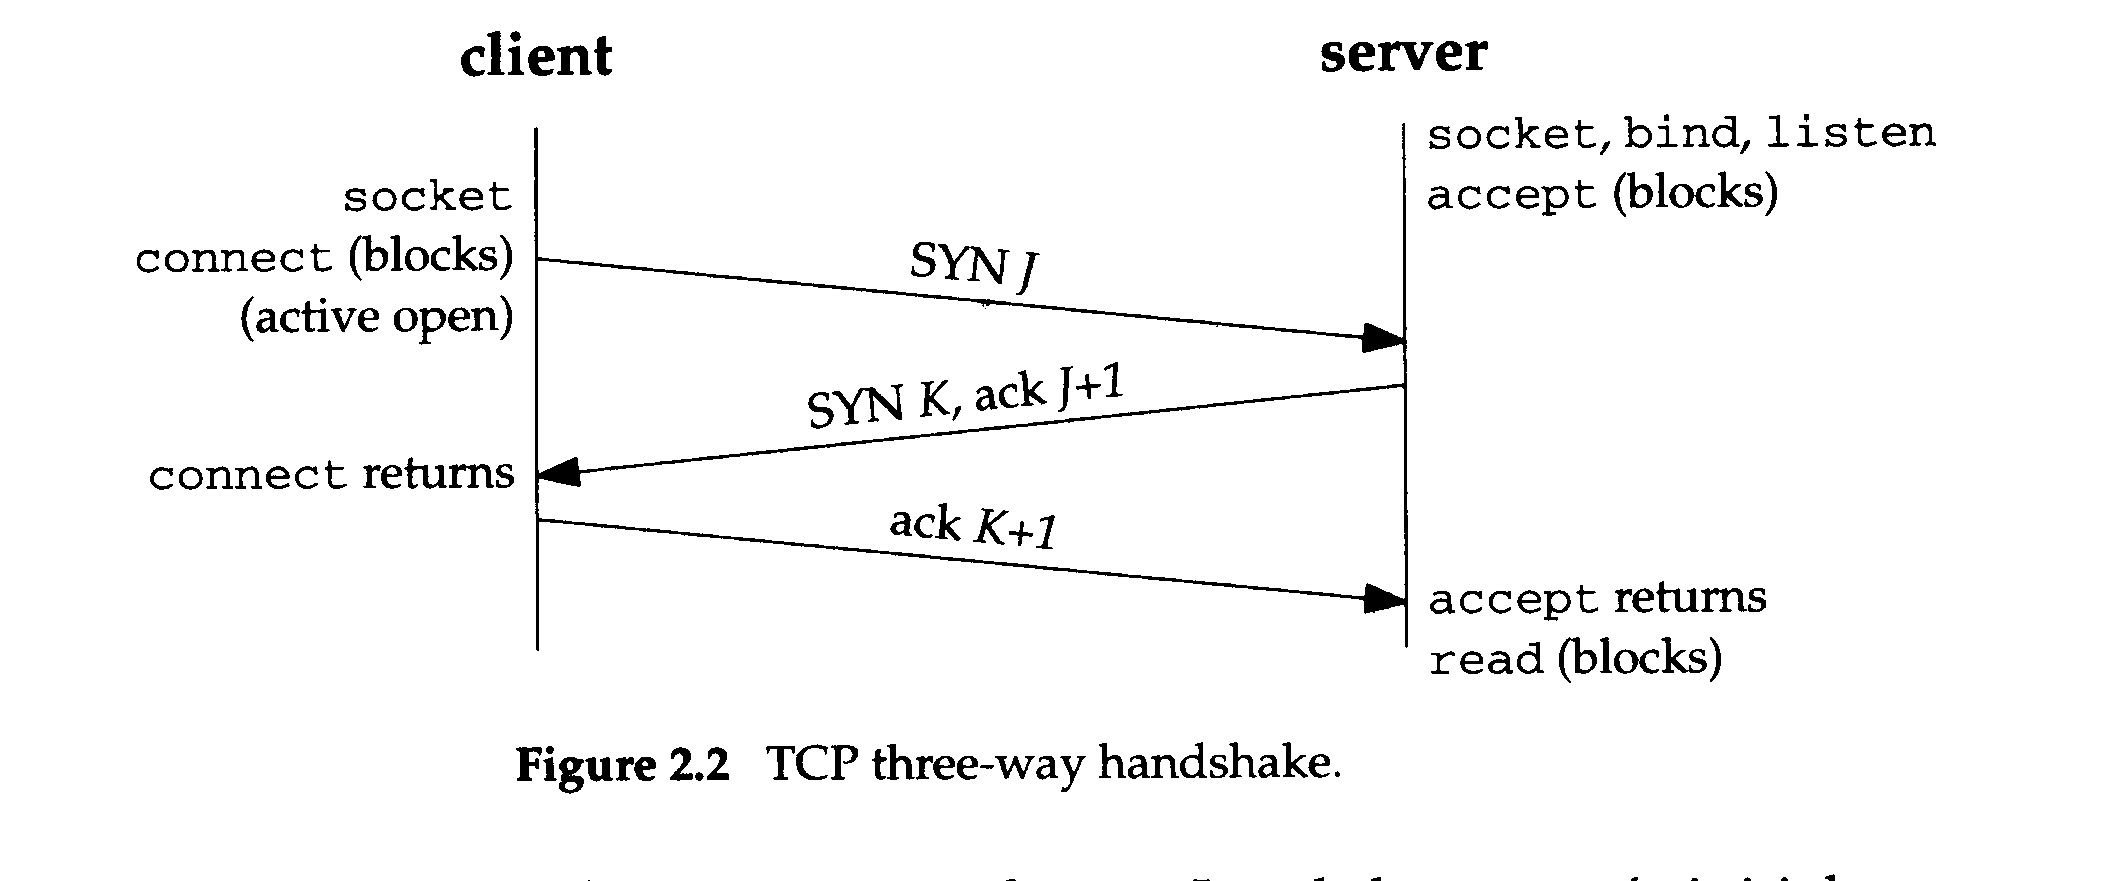 client
server
socket, bind, listen
accept (blocks)
socket
connect (blocks)
(active open)
SYN J
SYN K, ack J+1
connect returns
ack K+1
accept returns
read (blocks)
Figure 2.2 TCP three-way handshake.